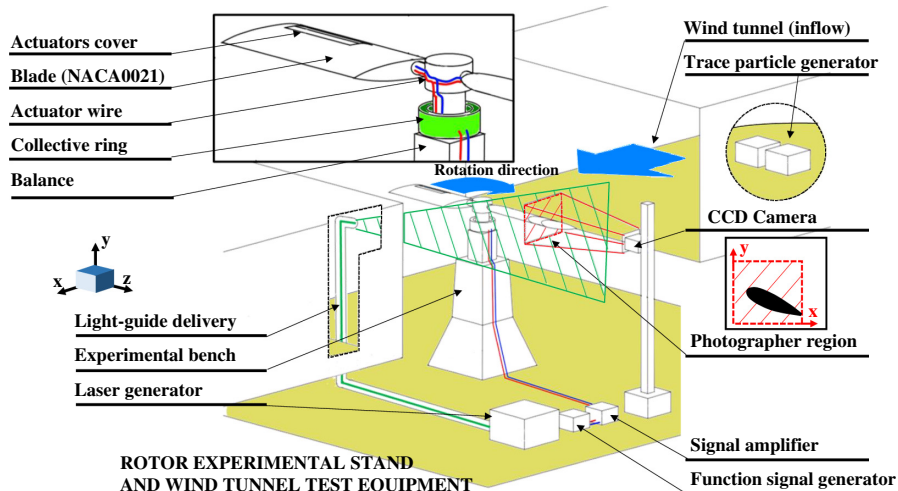 Actuators cover
Blade (NACA0021)
Actuator wire
Collective ring
Balance
Wind tunnel (inflow)
Trace particle generator
Rotation direction
CCD Camera
y
x
z
y
x
Light-guide delivery
Experimental bench
Laser generator
Photographer region
Signal amplifier
Function signal generator
ROTOR EXPERIMENTAL STAND
AND WIND TUNNEL TEST EQUIPMENT